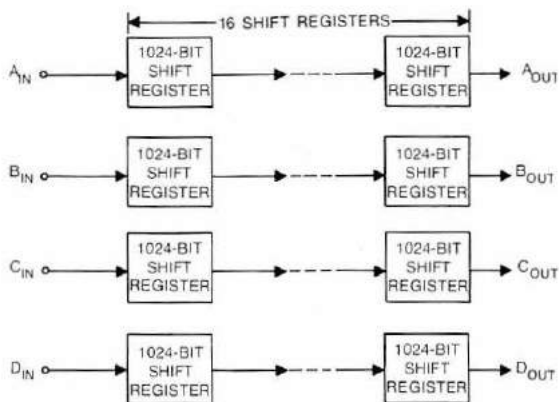 16 SHIFT REGISTERS
A_IN
1024-BIT
SHIFT
REGISTER
1024-BIT
SHIFT
REGISTER
A_OUT
B_IN
1024-BIT
SHIFT
REGISTER
1024-BIT
SHIFT
REGISTER
B_OUT
C_IN
1024-BIT
SHIFT
REGISTER
1024-BIT
SHIFT
REGISTER
C_OUT
D_IN
1024-BIT
SHIFT
REGISTER
1024-BIT
SHIFT
REGISTER
D_OUT